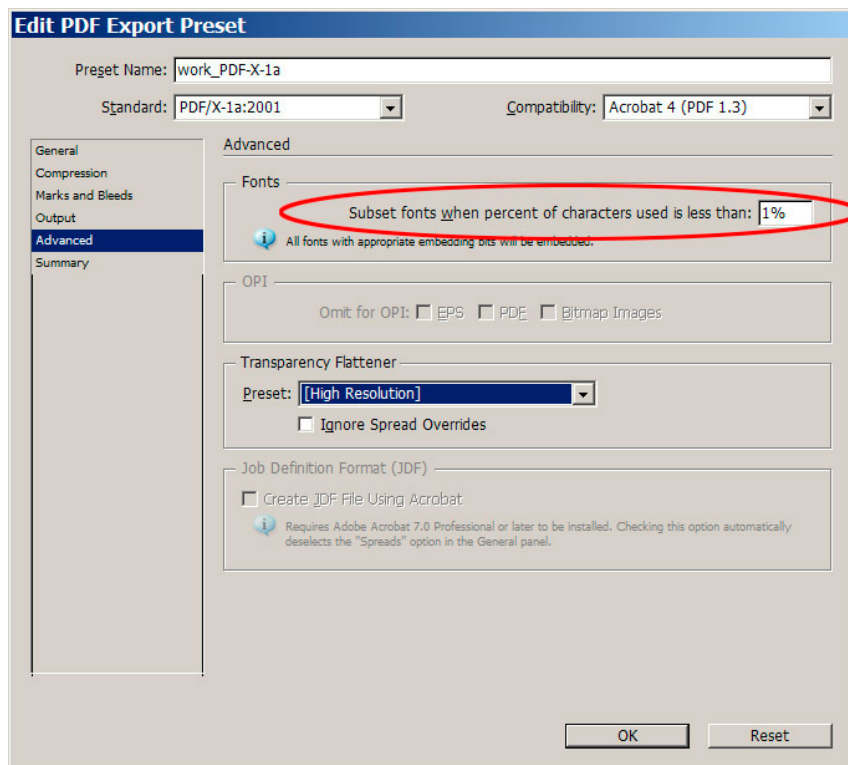 Edit PDF Export Preset
Preset Name: work_PDF-X-1a
Standard: PDF/X-1a:2001 Compatibility: Acrobat 4 (PDF 1.3)
General
Compression
Marks and Bleeds
Output
Advanced
Summary
Advanced
Fonts
Subset fonts when percent of characters used is less than: 1%
All fonts with appropriate embedding bits will be embedded.
OPI
Omit for OPI: EPS PDF Bitmap Images
Transparency Flattener
Preset: [High Resolution]
Ignore Spread Overrides
Job Definition Format (JDF)
Create JDF File Using Acrobat
Requires Adobe Acrobat 7.0 Professional or later to be installed. Checking this option automatically
deselects the "Spreads" option in the General panel.
OK Reset